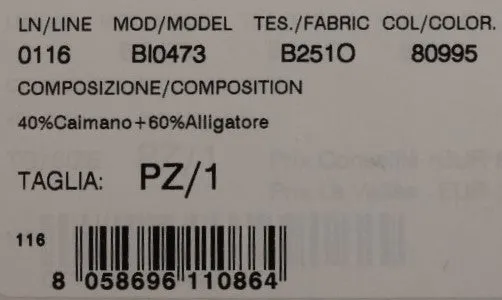 LN/LINE MOD/MODEL TES./FABRIC COL/COLOR.
0116 BI0473 B251O 80995
COMPOSIZIONE/COMPOSITION
40%Caimano+60%Alligatore
TAGLIA: PZ/1
116
8 058696 110864